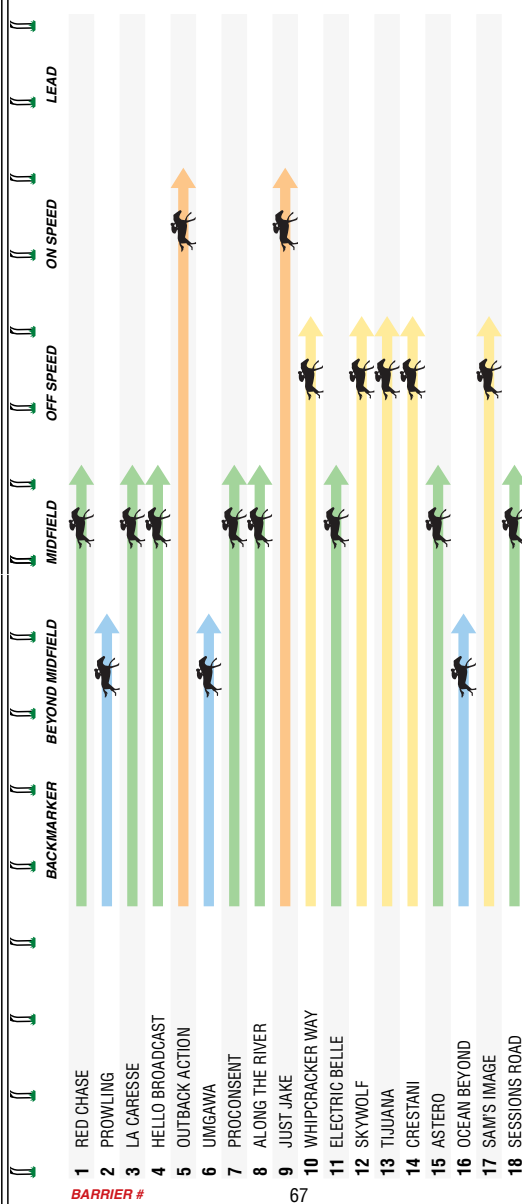 BACKMARKER BEYOND MIDFIELD MIDFIELD OFF SPEED ON SPEED LEAD
1 RED CHASE
2 PROWLING
3 LA CARESSE
4 HELLO BROADCAST
5 OUTBACK ACTION
6 UMGAWA
7 PROCONSENT
8 ALONG THE RIVER
9 JUST JAKE
10 WHIPCRACKER WAY
11 ELECTRIC BELLE
12 SKYWOLF
13 TIJUANA
14 CRESTANI
15 ASTERO
16 OCEAN BEYOND
17 SAM'S IMAGE
18 SESSIONS ROAD
BARRIER #
67